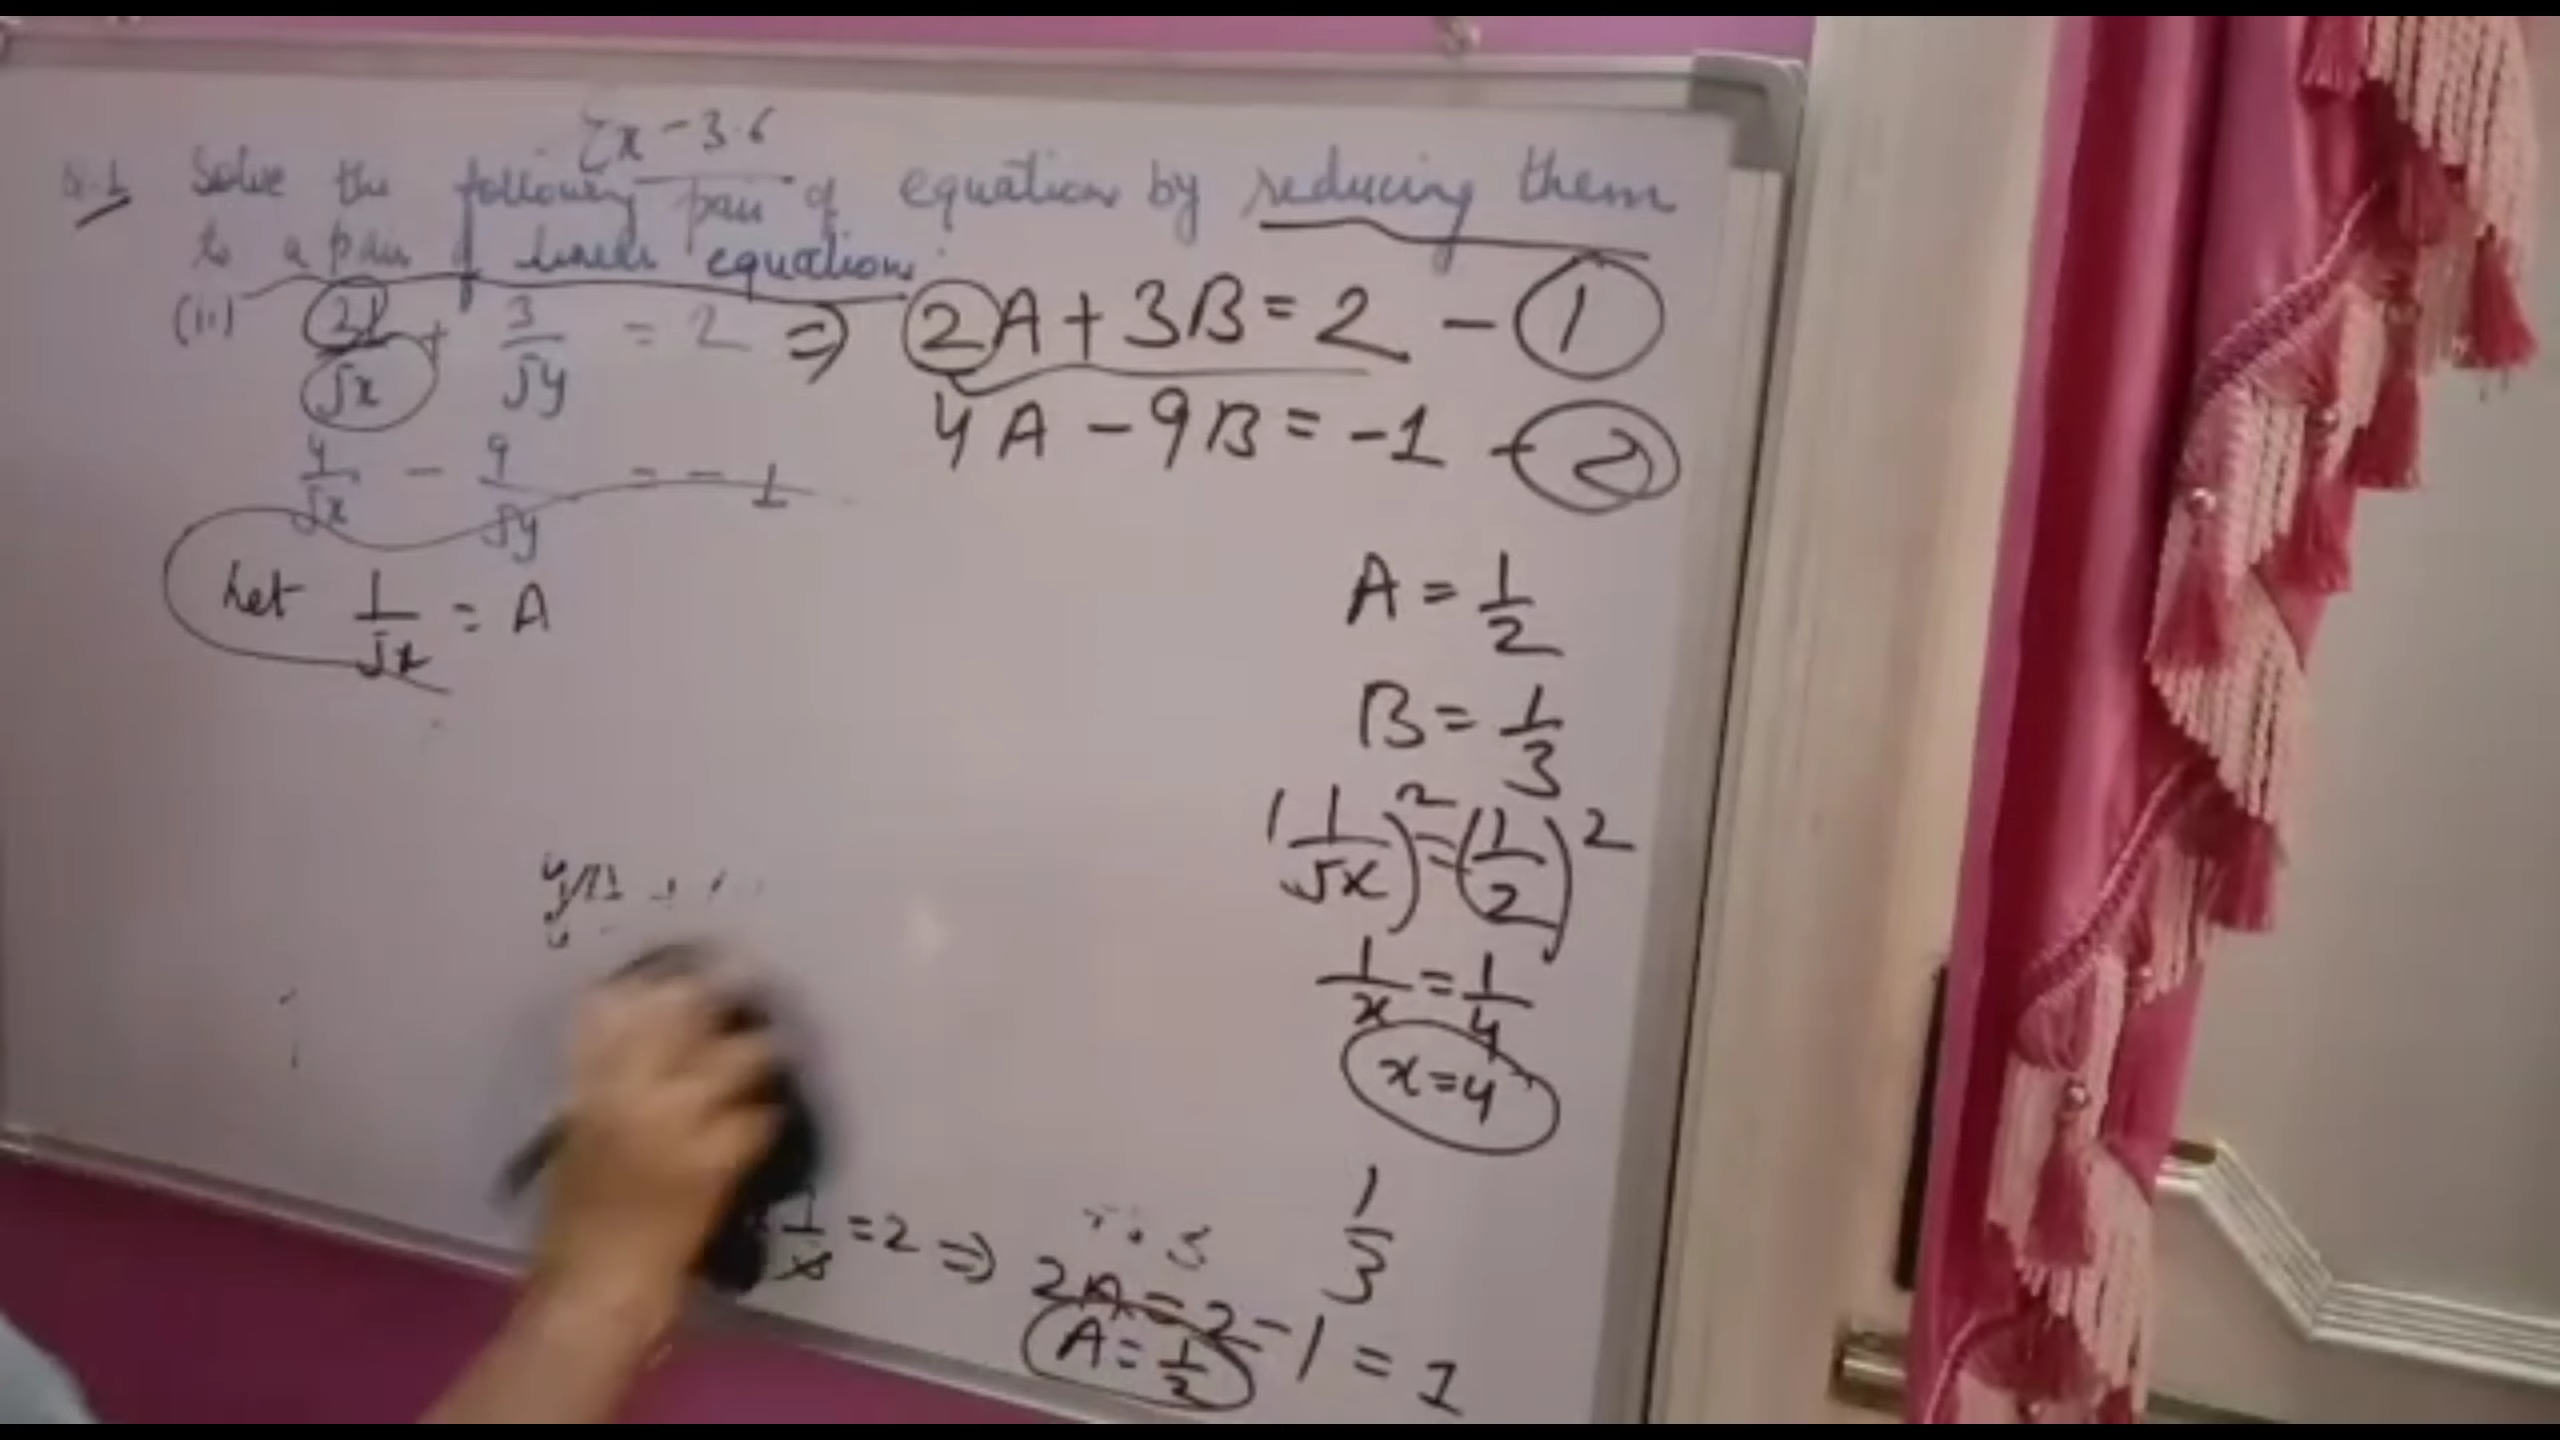 Ex-3.6
Q.1 Solve the following pair of equation by reducing them
to a pair of linear equation.
(ii) 21/√x + 3/√y = 2 ⇒ 2A + 3B = 2 - 1
4/√x - 9/√y = -1
4A - 9B = -1 - 2
Let 1/√x = A
A = 1/2
B = 1/3
(1/√x)² = (1/2)²
1/x = 1/4
x = 4
= 2 ⇒ 2A = 2 - 1 = 1
A = 1/2
1/3